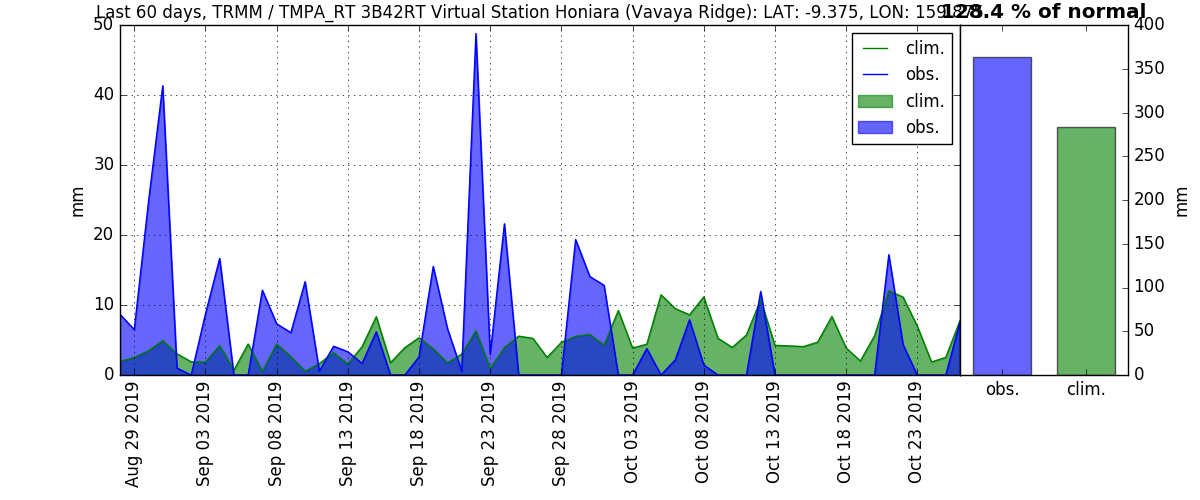 Last 60 days, TRMM / TMPA_RT 3B42RT Virtual Station Honiara (Vavaya Ridge): LAT: -9.375, LON:
128.4 % of normal
clim.
obs.
clim.
obs.
50
40
30
20
10
0
mm
400
350
300
250
200
150
100
50
0
mm
Aug 29 2019
Sep 03 2019
Sep 08 2019
Sep 13 2019
Sep 18 2019
Sep 23 2019
Sep 28 2019
Oct 03 2019
Oct 08 2019
Oct 13 2019
Oct 18 2019
Oct 23 2019
obs.
clim.